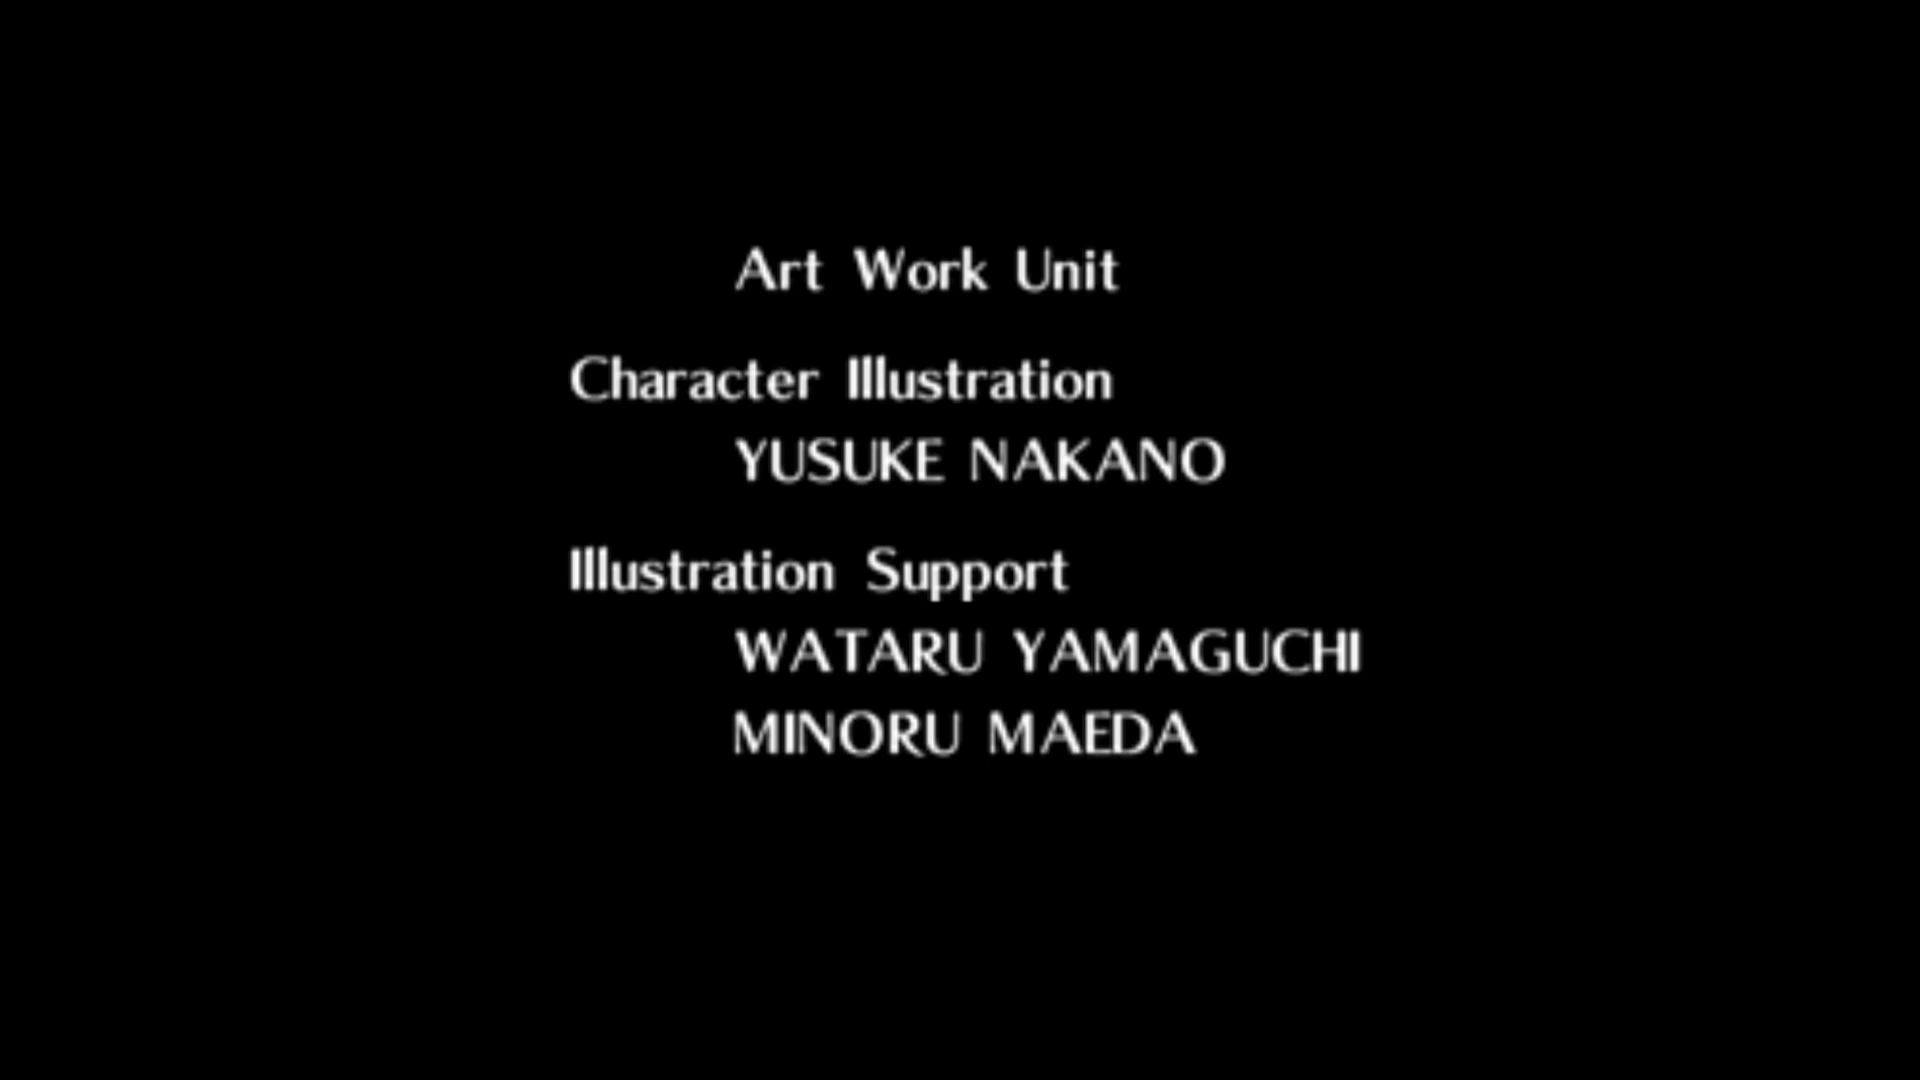 Art Work Unit
Character Illustration
YUSUKE NAKANO
Illustration Support
WATARU YAMAGUCHI
MINORU MAEDA